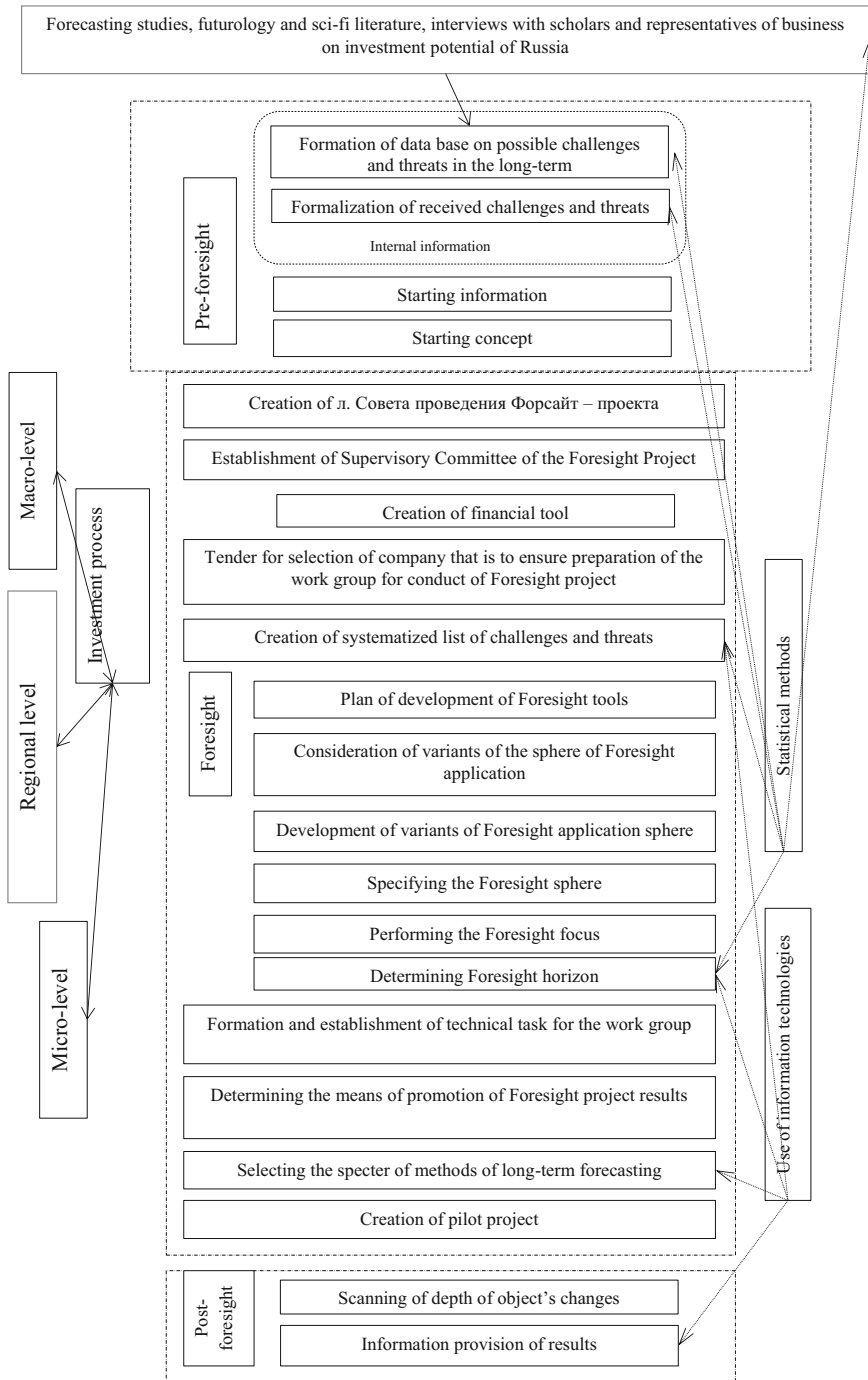 Forecasting studies, futurology and sci-fi literature, interviews with scholars and representatives of business
on investment potential of Russia
Pre-foresight
Formation of data base on possible challenges
and threats in the long-term
Formalization of received challenges and threats
Internal information
Starting information
Starting concept
Macro-level
Regional level
Micro-level
Investment process
Foresight
Creation of л. Совета проведения Форсайт – проекта
Establishment of Supervisory Committee of the Foresight Project
Creation of financial tool
Tender for selection of company that is to ensure preparation of the
work group for conduct of Foresight project
Creation of systematized list of challenges and threats
Plan of development of Foresight tools
Consideration of variants of the sphere of Foresight
application
Development of variants of Foresight application sphere
Specifying the Foresight sphere
Performing the Foresight focus
Determining Foresight horizon
Formation and establishment of technical task for the work group
Determining the means of promotion of Foresight project results
Selecting the specter of methods of long-term forecasting
Creation of pilot project
Statistical methods
Use of information technologies
Post-
foresight
Scanning of depth of object’s changes
Information provision of results